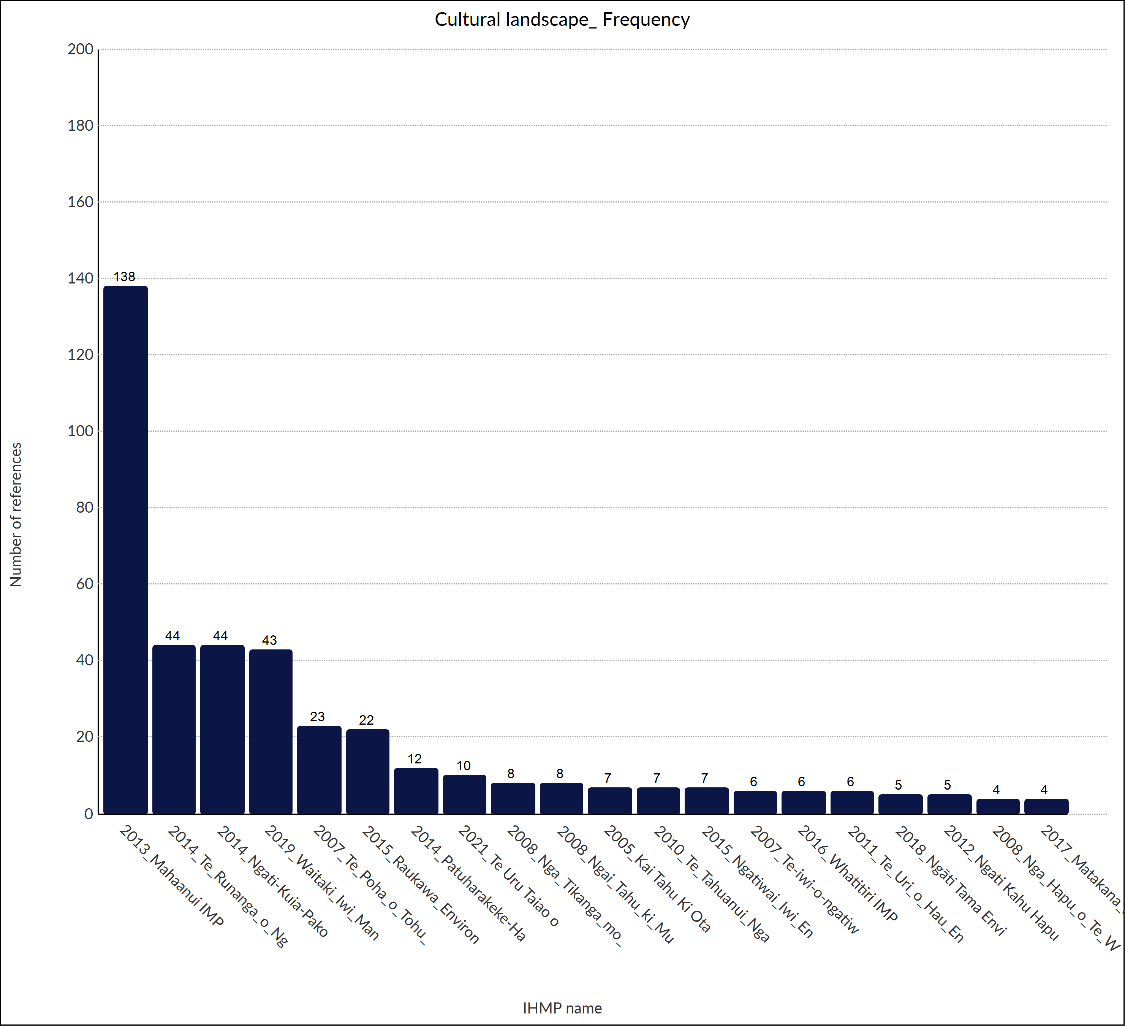 Cultural landscape_ Frequency
Number of references
200
180
160
140
120
100
80
60
40
20
0
138
44
44
43
23
22
12
10
8
8
7
7
7
6
6
6
5
5
4
4
2013_Mahaanui IMP
2014_Te_Runanga_o_Ng
2014_Ngati-Kuia-Pako
2019_Waitaki_Iwi_Man
2007_Te_Poha_o_Tohu_
2015_Raukawa_Environ
2014_Patuharakeke-Ha
2021_Te Uru Taiao o
2008_Nga_Tikanga_mo_
2008_Ngai_Tahu_ki_Mu
2005_Kai Tahu Ki Ota
2010_Te_Tahuanui_Nga
2015_Ngatiwai_Iwi_En
2007_Te-iwi-o-ngatiw
2016_Whatitiri IMP
2011_Te_Uri_o_Hau_En
2018_Ngāti Tama Envi
2012_Ngati Kahu Hapu
2008_Nga_Hapu_o_Te_W
2017_Matakana_
IHMP name